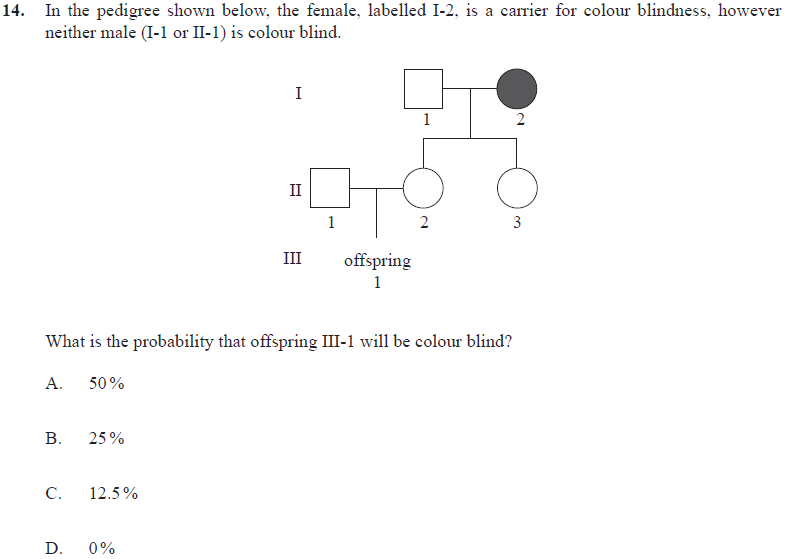 14. In the pedigree shown below, the female, labelled I-2, is a carrier for colour blindness, however
neither male (I-1 or II-1) is colour blind.
I
1 2
II
1 2 3
III offspring
1
What is the probability that offspring III-1 will be colour blind?
A. 50%
B. 25%
C. 12.5%
D. 0%